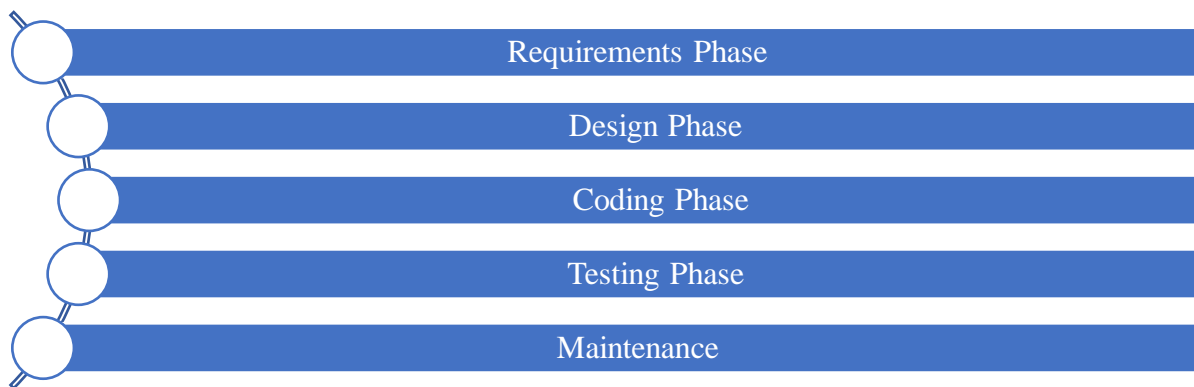 Requirements Phase
Design Phase
Coding Phase
Testing Phase
Maintenance